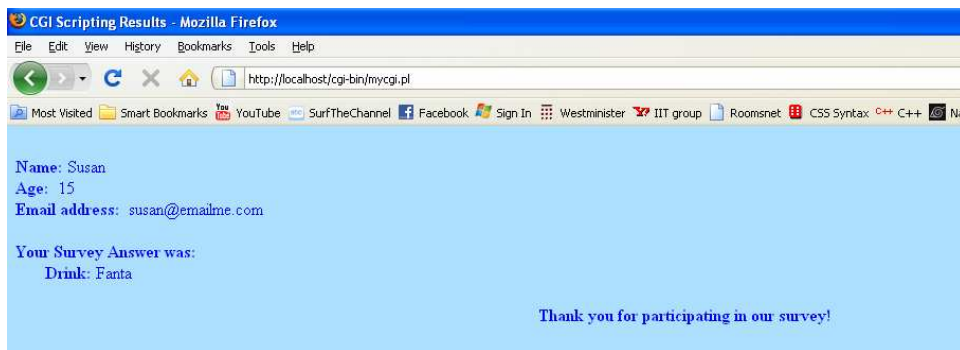 CGI Scripting Results - Mozilla Firefox
File Edit View History Bookmarks Tools Help
http://localhost/cgi-bin/mycgi.pl
Most Visited Smart Bookmarks YouTube SurfTheChannel Facebook Sign In Westminister IIT group Roomsnet CSS Syntax C++ C++
Name: Susan
Age: 15
Email address: susan@emailme.com
Your Survey Answer was:
Drink: Fanta
Thank you for participating in our survey!